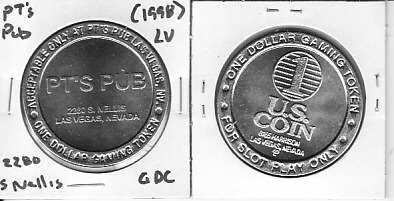 PT's
Pub
(1998)
LV
ACCEPTABLE ONLY AT PT'S PUB LAS VEGAS, NV.
PT'S PUB
2280 S. NELLIS
LAS VEGAS, NEVADA
• ONE DOLLAR GAMING TOKEN •
2280
S Nellis
GDC
ONE DOLLAR GAMING TOKEN
1
U.S.
COIN
LAS VEGAS, NEVADA
• FOR SLOT PLAY ONLY •